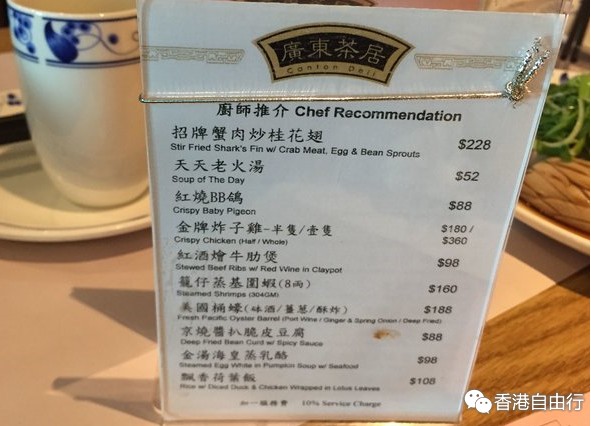 廣東茶居
Canton Deli
廚師推介 Chef Recommendation
招牌蟹肉炒桂花翅
Stir Fried Shark's Fin w/ Crab Meat, Egg & Bean Sprouts $228
天天老火湯
Soup of The Day $52
紅燒BB鴿
Crispy Baby Pigeon $88
金牌炸子雞-半隻/壹隻 $180 /
Crispy Chicken (Half / Whole) $360
紅酒燴牛肋煲
Stewed Beef Ribs w/ Red Wine in Claypot $98
籠仔蒸基圍蝦(8両)
Steamed Shrimps (304GM) $160
美國桶蠔(砵酒/薑蔥/酥炸)
Fresh Pacific Oyster Barrel (Port Wine / Ginger & Spring Onion / Deep Fried) $188
京燒醬扒脆皮豆腐
Deep Fried Bean Curd w/ Spicy Sauce $88
金湯海皇蒸乳酪
Steamed Egg White in Pumpkin Soup w/ Seafood $98
飄香荷葉飯
Rice w/ Diced Duck & Chicken Wrapped in Lotus Leaves $108
加一服務費 10% Service Charge
香港自由行